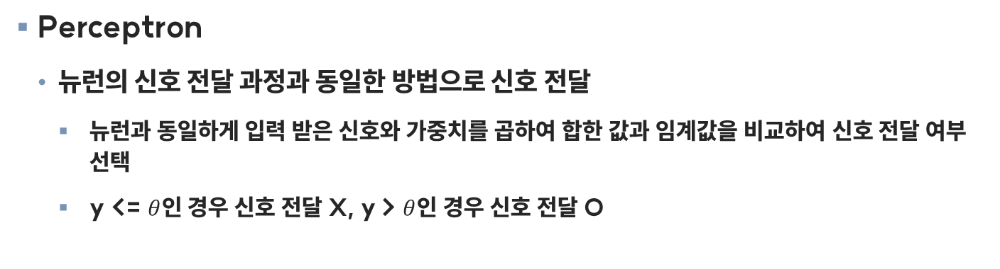 Perceptron
뉴런의 신호 전달 과정과 동일한 방법으로 신호 전달
뉴런과 동일하게 입력 받은 신호와 가중치를 곱하여 합한 값과 임계값을 비교하여 신호 전달 여부
선택
y <= θ인 경우 신호 전달 X, y > θ인 경우 신호 전달 O